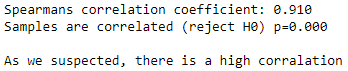 Spearmans correlation coefficient: 0.910
Samples are correlated (reject H0) p=0.000
As we suspected, there is a high corralation